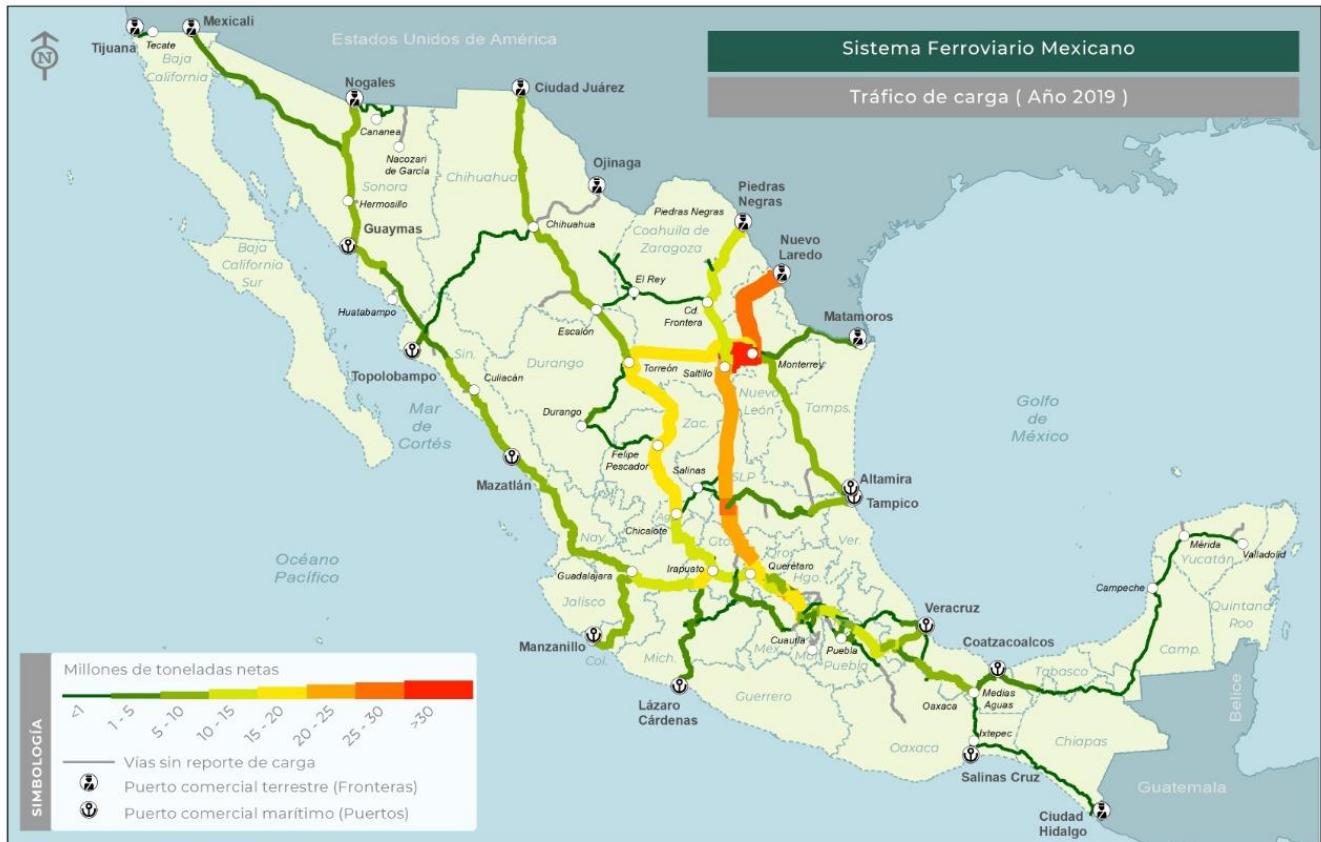 Sistema Ferroviario Mexicano
Tráfico de carga ( Año 2019 )
N
Estados Unidos de América
Tijuana
Tecate
Mexicali
Baja
California
Nogales
Cananea
Nacozari
de García
Sonora
Hermosillo
Guaymas
Huatabampo
Baja
California
Sur
Ciudad Juárez
Chihuahua
Chihuahua
Ojinaga
Piedras
Negras
Piedras Negras
Coahuila de
Zaragoza
Nuevo
Laredo
El Rey
Cd.
Frontera
Escalón
Matamoros
Monterrey
Saltillo
Torreón
Durango
Durango
Topolobampo
Sin.
Culiacán
Mar
de
Cortés
Nuevo
León
Tamps.
Golfo
de
México
Zac.
Felipe
Pescador
Salinas
SLP
Mazatlán
Altamira
Tampico
Chicalote
Ags.
Nay.
Gto.
Qro.
Ver.
Hgo.
Océano
Pacífico
Guadalajara
Irapuato
Querétaro
Jalisco
Manzanillo
Col.
Mich.
Mex.
Cuautla
Mor.
Puebla
Puebla
Veracruz
Coatzacoalcos
Mérida
Yucatán
Valladolid
Campeche
Quintana
Roo
Camp.
Tabasco
Lázaro
Cárdenas
Guerrero
Oaxaca
Medias
Aguas
Oaxaca
Ixtepec
Salinas Cruz
Chiapas
Belice
Guatemala
Ciudad
Hidalgo
SIMBOLOGÍA
Millones de toneladas netas
<1
1 - 5
5 - 10
10 - 15
15 - 20
20 - 25
25 - 30
>30
Vías sin reporte de carga
Puerto comercial terrestre (Fronteras)
Puerto comercial marítimo (Puertos)